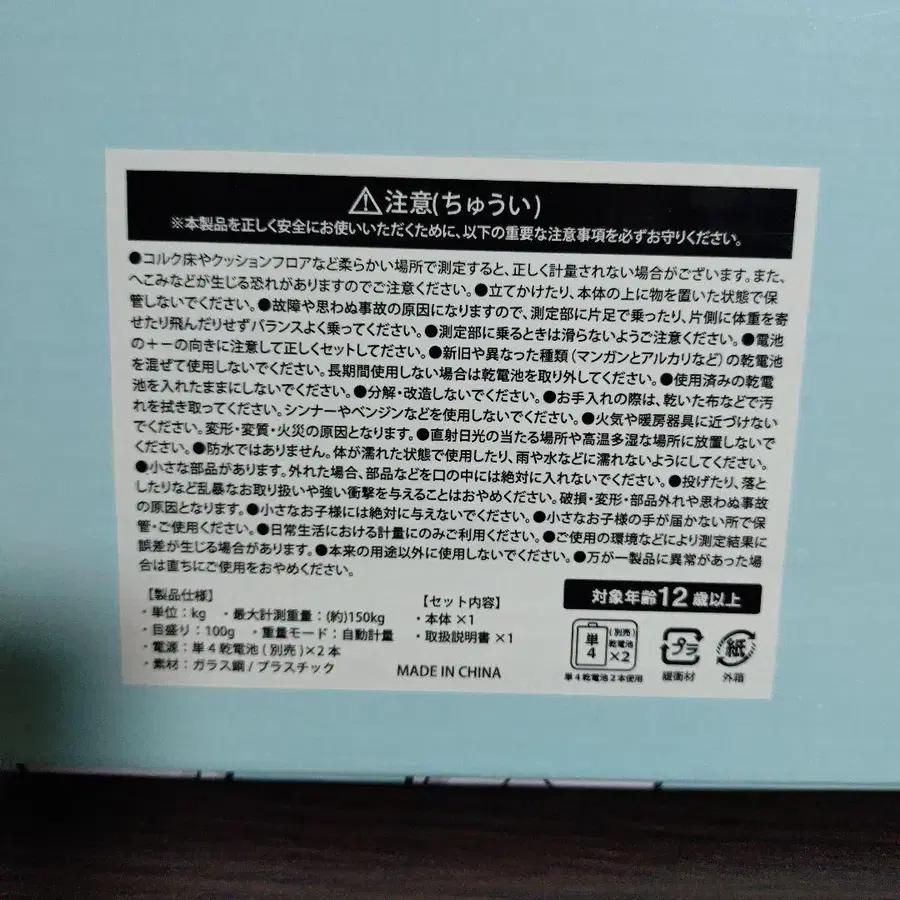 ⚠注意(ちゅうい)
※本製品を正しく安全にお使いいただくために、以下の重要な注意事項を必ずお守りください。
●コルク床やクッションフロアなど柔らかい場所で測定すると、正しく計量されない場合がございます。また、
へこみなどが生じる恐れがありますのでご注意ください。●立てかけたり、本体の上に物を置いた状態で保
管しないでください。●故障や思わぬ事故の原因になりますので、測定部に片足で乗ったり、片側に体重を寄
せたり飛んだりせずバランスよく乗ってください。●測定部に乗るときは滑らないようご注意ください。●電池
の+−の向きに注意して正しくセットしてださい。●新旧や異なった種類(マンガンとアルカリなど)の乾電池
を混ぜて使用しないでください。長期間使用しない場合は乾電池を取り外してください。●使用済みの乾電
池を入れたままにしないでください。●分解・改造しないでください。●お手入れの際は、乾いた布などで汚
れを拭き取ってください。シンナーやベンジンなどを使用しないでください。●火気や暖房器具に近づけない
でください。変形・変質・火災の原因となります。●直射日光の当たる場所や高温多湿な場所に放置しないで
ください。●防水ではありません。体が濡れた状態で使用したり、雨や水などに濡れないようにしてください。
●小さな部品があります。外れた場合、部品などを口の中には絶対に入れないでください。●投げたり、落と
したりなど乱暴なお取り扱いや強い衝撃を与えることはおやめください。破損・変形・部品外れや思わぬ事故
の原因となります。●小さなお子様には絶対に与えないでください。●小さなお子様の手が届かない所で保
管・ご使用ください。●日常生活における計量にのみご利用ください。●ご使用の環境などにより測定結果に
誤差が生じる場合があります。●本来の用途以外に使用しないでください。●万が一製品に異常があった場
合は直ちにご使用をおやめください。
【製品仕様】
・単位:kg ・最大計測重量:(約)150kg
・目盛り:100g ・重量モード:自動計量
・電源:単4乾電池(別売)×2本
・素材:ガラス鋼/プラスチック
【セット内容】
・本体×1
・取扱説明書×1
MADE IN CHINA
対象年齢12歳以上
単4
(別売)
乾電池
×2
単4乾電池2本使用
プラ
緩衝材
紙
外箱